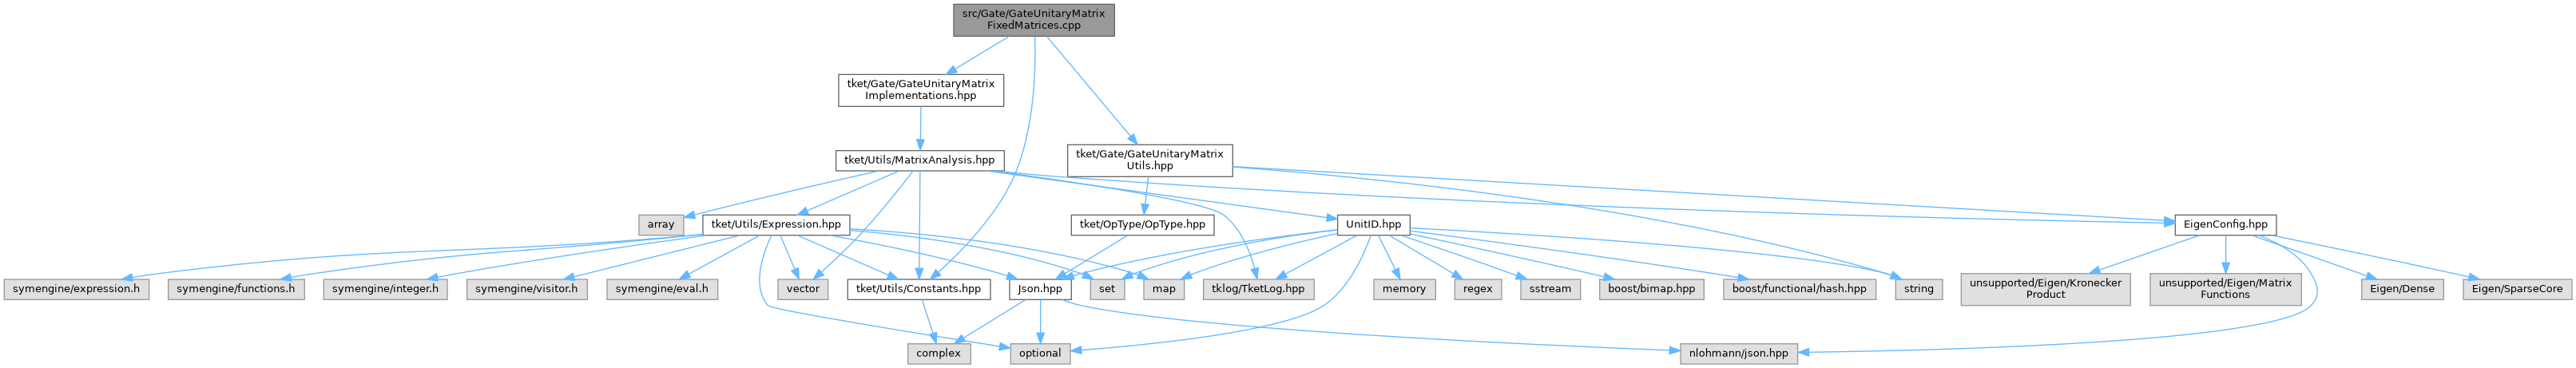 src/Gate/GateUnitaryMatrix
FixedMatrices.cpp
tket/Gate/GateUnitaryMatrix
Implementations.hpp
tket/Utils/MatrixAnalysis.hpp
tket/Gate/GateUnitaryMatrix
Utils.hpp
array
tket/Utils/Expression.hpp
tket/OpType/OpType.hpp
UnitID.hpp
EigenConfig.hpp
symengine/expression.h
symengine/functions.h
symengine/integer.h
symengine/visitor.h
symengine/eval.h
vector
tket/Utils/Constants.hpp
Json.hpp
set
map
tklog/TketLog.hpp
memory
regex
sstream
boost/bimap.hpp
boost/functional/hash.hpp
string
unsupported/Eigen/Kronecker
Product
unsupported/Eigen/Matrix
Functions
Eigen/Dense
Eigen/SparseCore
complex
optional
nlohmann/json.hpp